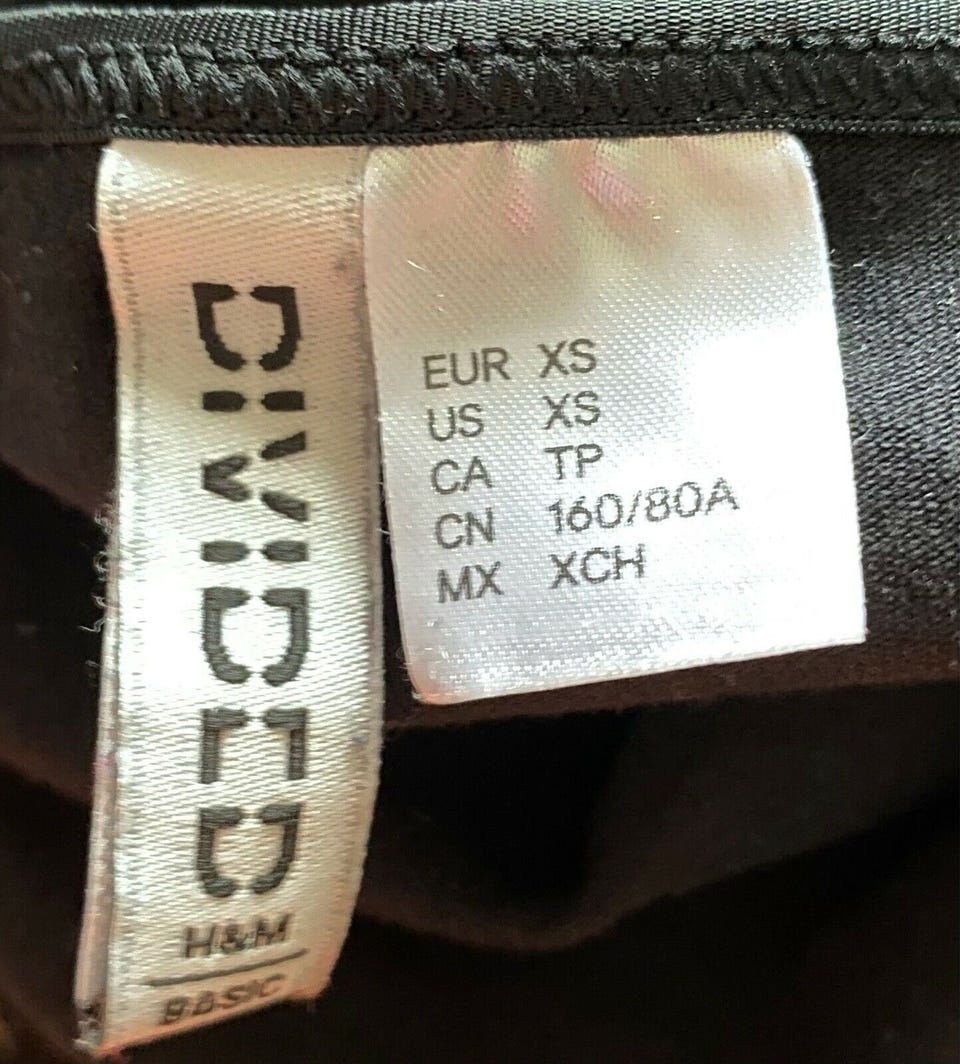 DIVIDED
H&M
BASIC
EUR XS
US XS
CA TP
CN 160/80A
MX XCH